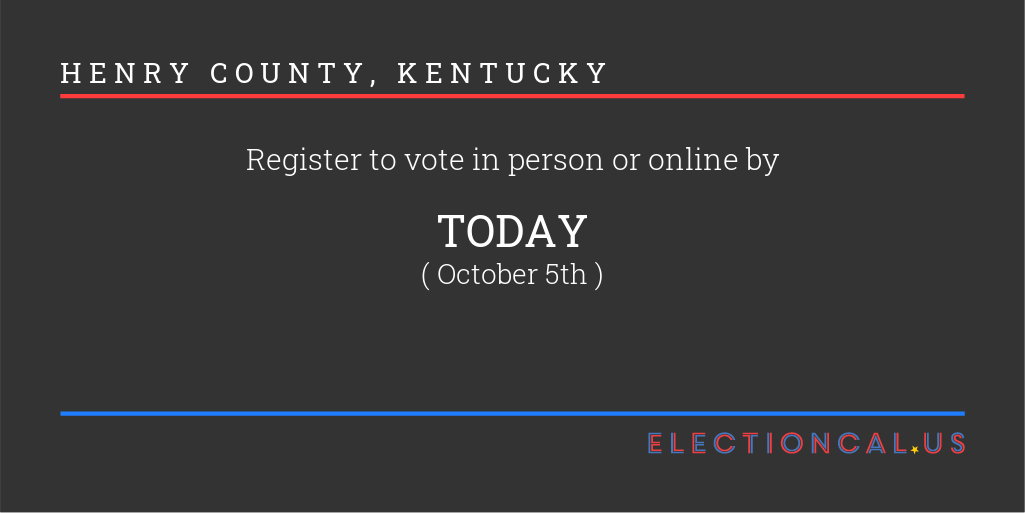 HENRY COUNTY, KENTUCKY
Register to vote in person or online by
TODAY
( October 5th )
ELECTIONCAL.US